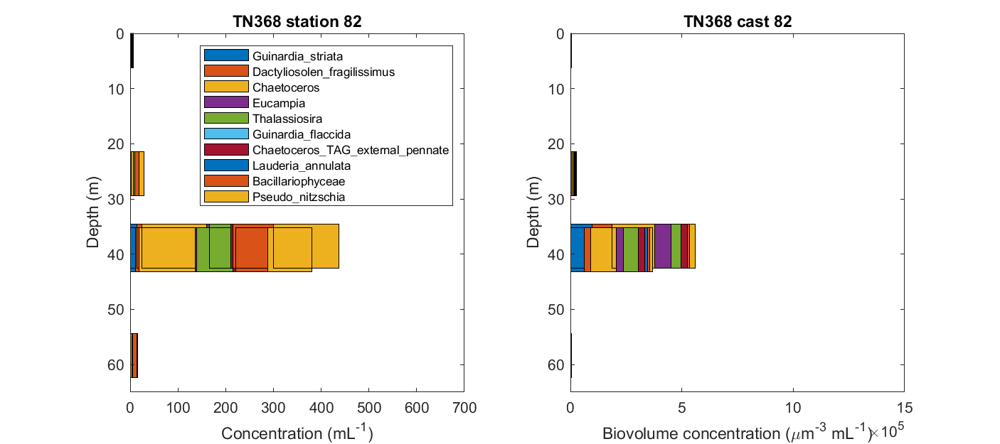 TN368 station 82
0
10
20
30
40
50
60
Depth (m)
Guinardia_striata
Dactyliosolen_fragilissimus
Chaetoceros
Eucampia
Thalassiosira
Guinardia_flaccida
Chaetoceros_TAG_external_pennate
Lauderia_annulata
Bacillariophyceae
Pseudo_nitzschia
0 100 200 300 400 500 600 700
Concentration (mL⁻¹)
TN368 cast 82
0
10
20
30
40
50
60
Depth (m)
0 5 10 15
Biovolume concentration (μm⁻³ mL⁻¹)×10⁵